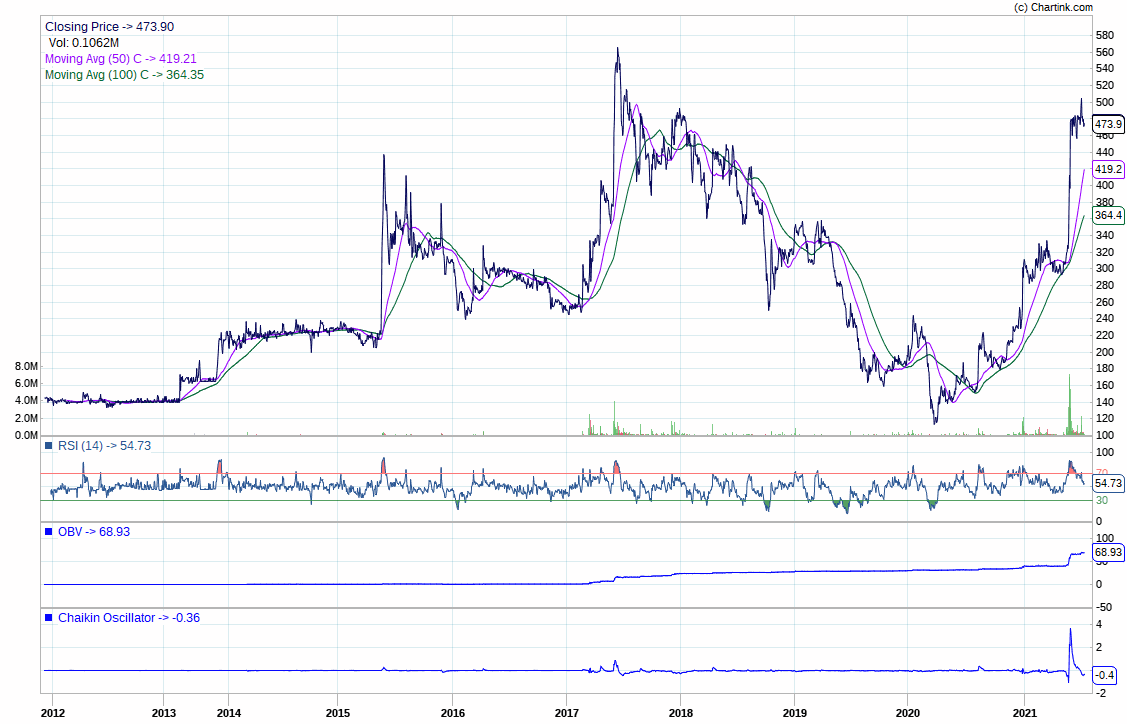 (c) Chartink.com
Closing Price -> 473.90
Vol: 0.1062M
Moving Avg (50) C -> 419.21
Moving Avg (100) C -> 364.35
580
560
540
520
500
473.9
460
440
419.2
400
380
364.4
340
320
300
280
260
240
220
200
180
160
140
120
100
8.0M
6.0M
4.0M
2.0M
0.0M
RSI (14) -> 54.73
100
70
54.73
30
0
OBV -> 68.93
100
68.93
50
0
-50
Chaikin Oscillator -> -0.36
4
2
-0.4
-2
2012 2013 2014 2015 2016 2017 2018 2019 2020 2021